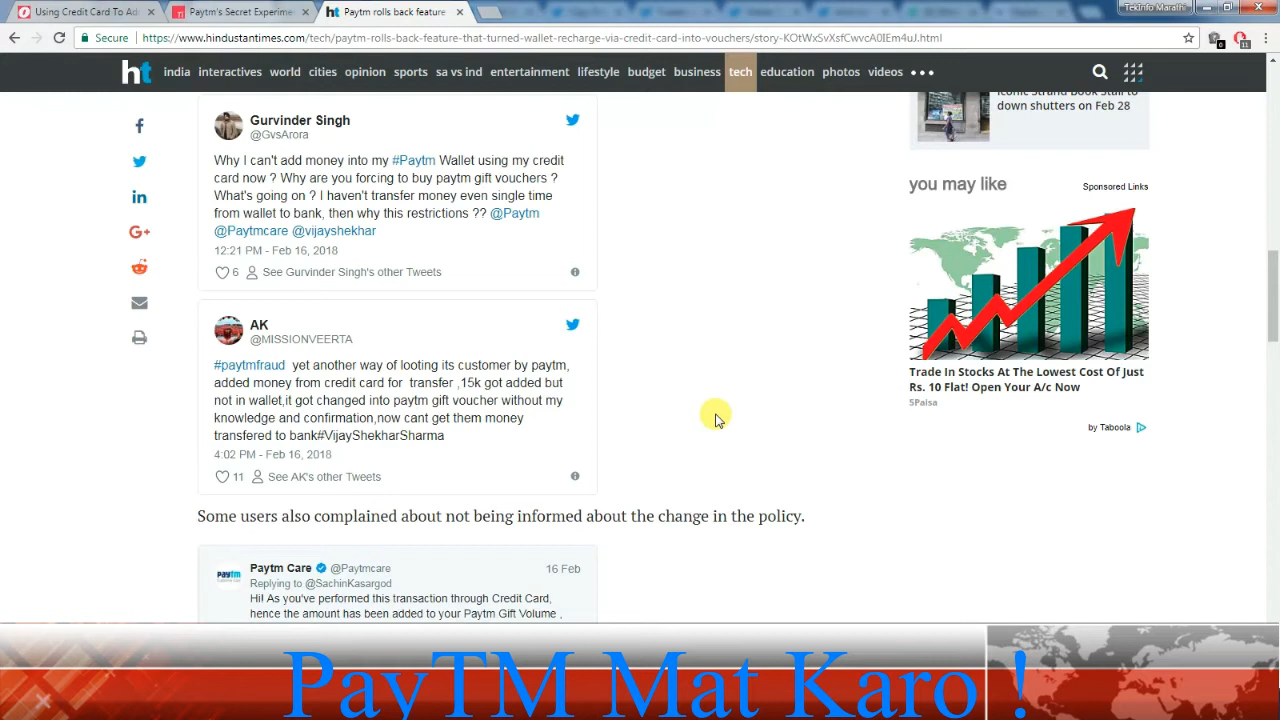 Using Credit Card To Ad
Paytm's Secret Experime
Paytm rolls back feature
TekInfo Marathi
Secure
https://www.hindustantimes.com/tech/paytm-rolls-back-feature-that-turned-wallet-recharge-via-credit-card-into-vouchers/story-KOtWxSvXsfCwvcA0IEm4uJ.html
0
11
ht india interactives world cities opinion sports sa vs ind entertainment lifestyle budget business tech education photos videos
Gurvinder Singh
@GvsArora
Why I can't add money into my #Paytm Wallet using my credit
card now ? Why are you forcing to buy paytm gift vouchers ?
What's going on ? I haven't transfer money even single time
from wallet to bank, then why this restrictions ?? @Paytm
@Paytmcare @vijayshekhar
12:21 PM - Feb 16, 2018
6 See Gurvinder Singh's other Tweets
AK
@MISSIONVEERTA
#paytmfraud yet another way of looting its customer by paytm,
added money from credit card for transfer ,15k got added but
not in wallet,it got changed into paytm gift voucher without my
knowledge and confirmation,now cant get them money
transfered to bank#VijayShekharSharma
4:02 PM - Feb 16, 2018
11 See AK's other Tweets
Some users also complained about not being informed about the change in the policy.
Paytm Care @Paytmcare 16 Feb
Replying to @SachinKasargod
Hi! As you've performed this transaction through Credit Card,
hence the amount has been added to your Paytm Gift Volume ,
Iconic Strand Book Stall to
down shutters on Feb 28
you may like
Sponsored Links
Trade In Stocks At The Lowest Cost Of Just
Rs. 10 Flat! Open Your A/c Now
5Paisa
by Taboola
PayTM Mat Karo !